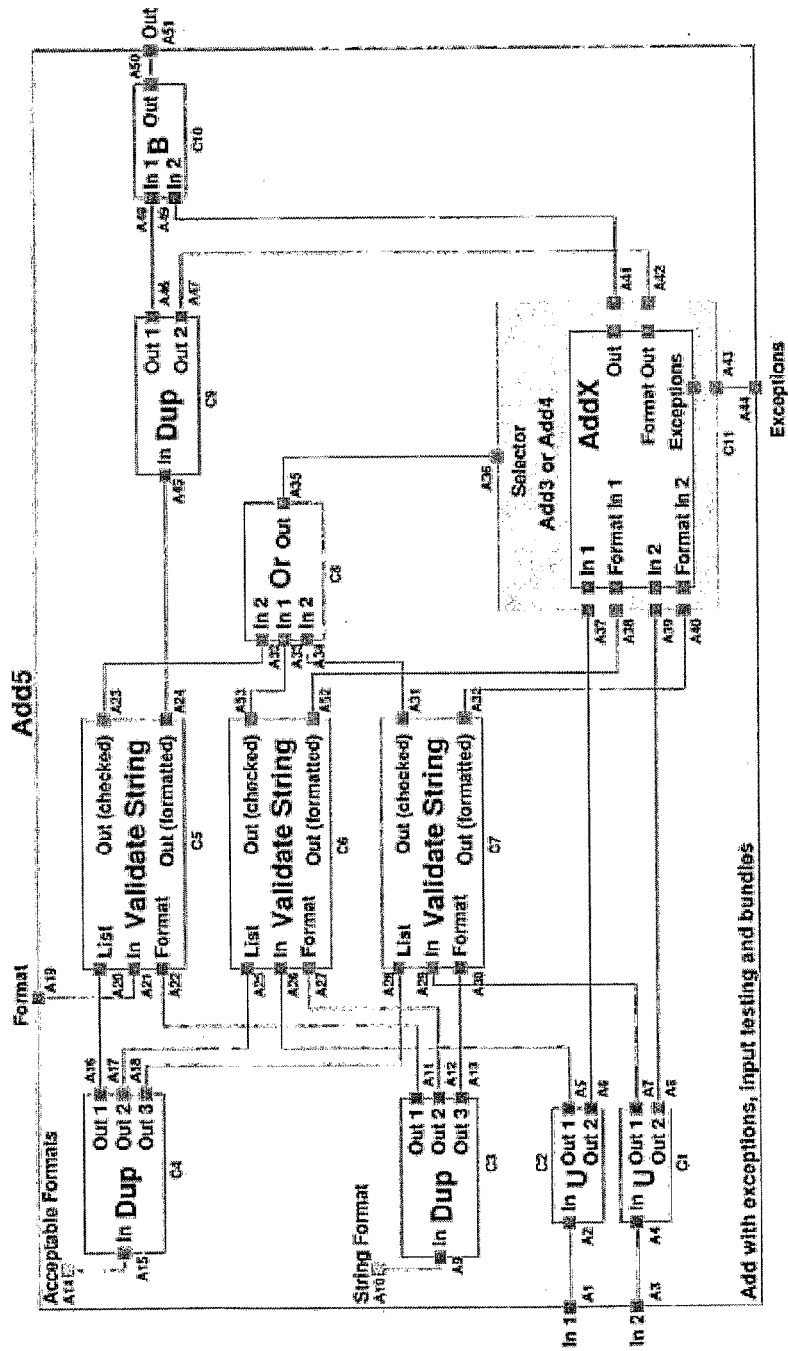 Add5
Format
A19
Acceptable Formats
A14
A15
In Dup
Out 1
Out 2
Out 3
C4
A16
A17
A18
String Format
A10
A9
In Dup
Out 1
Out 2
Out 3
C3
A11
A12
A13
In 1
A1
A2
In U
Out 1
Out 2
C2
A5
A6
In 2
A3
A4
In U
Out 1
Out 2
C1
A7
A8
A20
A21
A22
List
In Validate String
Format
Out (checked)
Out (formatted)
C5
A23
A24
A25
A26
A27
List
In Validate String
Format
Out (checked)
Out (formatted)
C6
A53
A52
A28
A29
A30
List
In Validate String
Format
Out (checked)
Out (formatted)
C7
A31
A32
A32
A33
A34
In 2
In 1 Or Out
In 2
C8
A35
A45
In Dup
Out 1
Out 2
C9
A46
A47
A48
A49
In 1
B
In 2
Out
C10
A50
A51
Out
A36
Selector
Add3 or Add4
A37
A38
A39
A40
In 1
Format In 1
In 2
Format In 2
AddX
Out
Format Out
Exceptions
A41
A42
C11
A43
A44
Exceptions
Add with exceptions, input testing and bundles